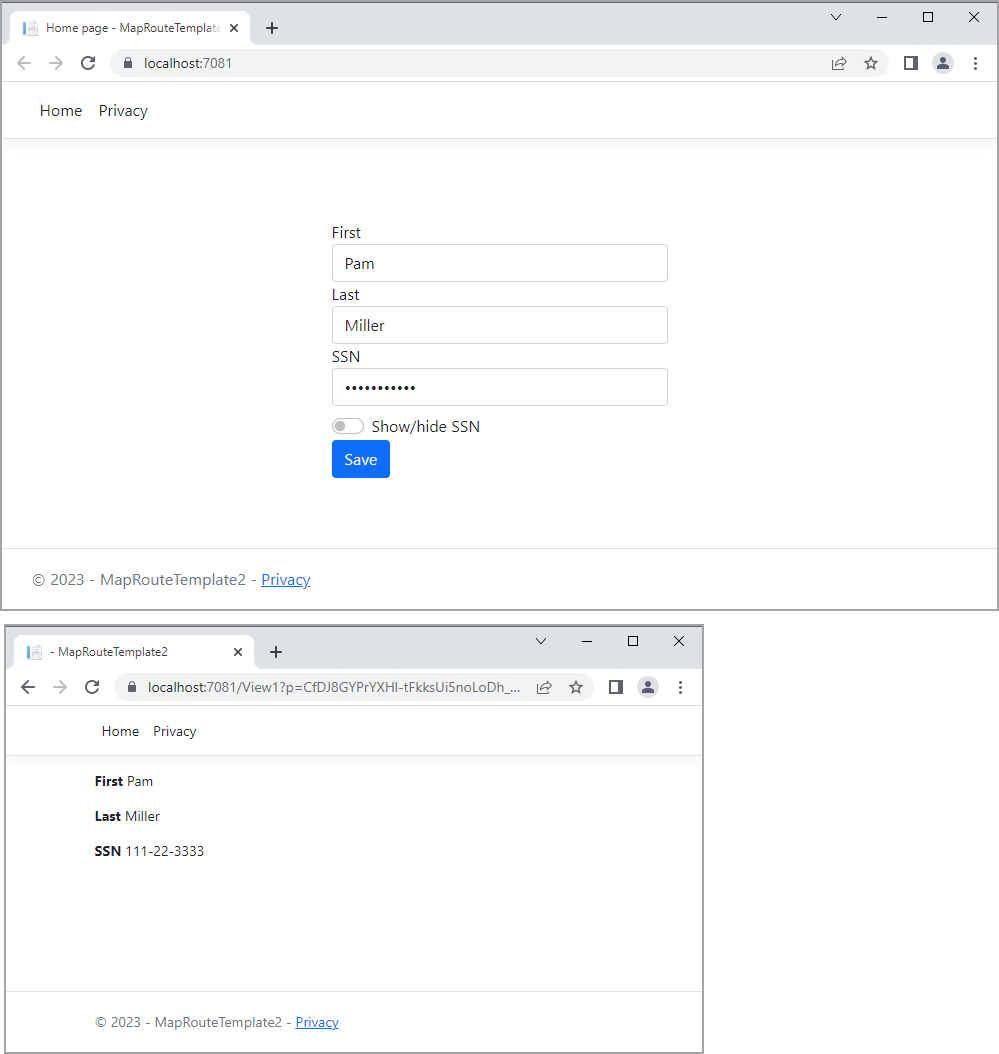 Home page - MapRouteTemplate
localhost:7081
Home Privacy
First
Pam
Last
Miller
SSN
•••••••••••
Show/hide SSN
Save
© 2023 - MapRouteTemplate2 - Privacy
- MapRouteTemplate2
localhost:7081/View1?p=CfDJ8GYPrYXHI-tFkksUi5noLoDh_...
Home Privacy
First Pam
Last Miller
SSN 111-22-3333
© 2023 - MapRouteTemplate2 - Privacy